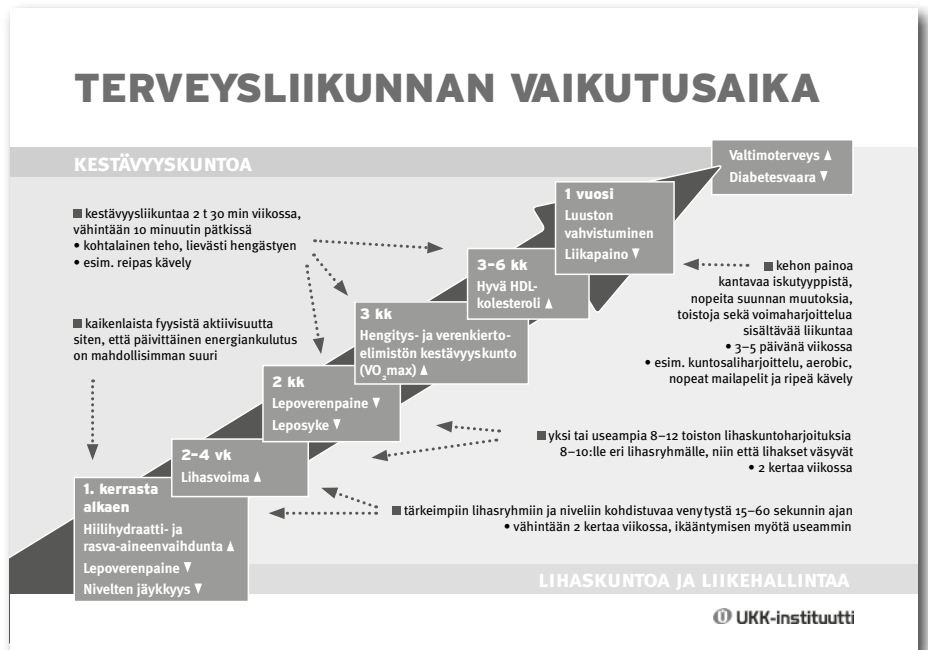 TERVEYSLIIKUNNAN VAIKUTUSAIKA
KESTÄVYYSKUNTOA
■ kestävyysliikuntaa 2 t 30 min viikossa,
vähintään 10 minuutin pätkissä
• kohtalainen teho, lievästi hengästyen
• esim. reipas kävely
■ kaikenlaista fyysistä aktiivisuutta
siten, että päivittäinen energiankulutus
on mahdollisimman suuri
1. kerrasta
alkaen
Hiilihydraatti- ja
rasva-aineenvaihdunta ▲
Lepoverenpaine ▼
Nivelten jäykkyys ▼
2–4 vk
Lihasvoima ▲
2 kk
Lepoverenpaine ▼
Leposyke ▼
3 kk
Hengitys- ja verenkierto-
elimistön kestävyyskunto
(VO₂max) ▲
3–6 kk
Hyvä HDL-
kolesteroli ▲
1 vuosi
Luuston
vahvistuminen
Liikapaino ▼
Valtimoterveys ▲
Diabetesvaara ▼
■ kehon painoa
kantavaa iskutyyppistä,
nopeita suunnan muutoksia,
toistoja sekä voimaharjoittelua
sisältävää liikuntaa
• 3–5 päivänä viikossa
• esim. kuntosaliharjoittelu, aerobic,
nopeat mailapelit ja ripeä kävely
■ yksi tai useampia 8–12 toiston lihaskuntoharjoituksia
8–10:lle eri lihasryhmälle, niin että lihakset väsyvät
• 2 kertaa viikossa
■ tärkeimpiin lihasryhmiin ja niveliin kohdistuvaa venytystä 15–60 sekunnin ajan
• vähintään 2 kertaa viikossa, ikääntymisen myötä useammin
LIHASKUNTOA JA LIIKEHALLINTAA
UKK-instituutti